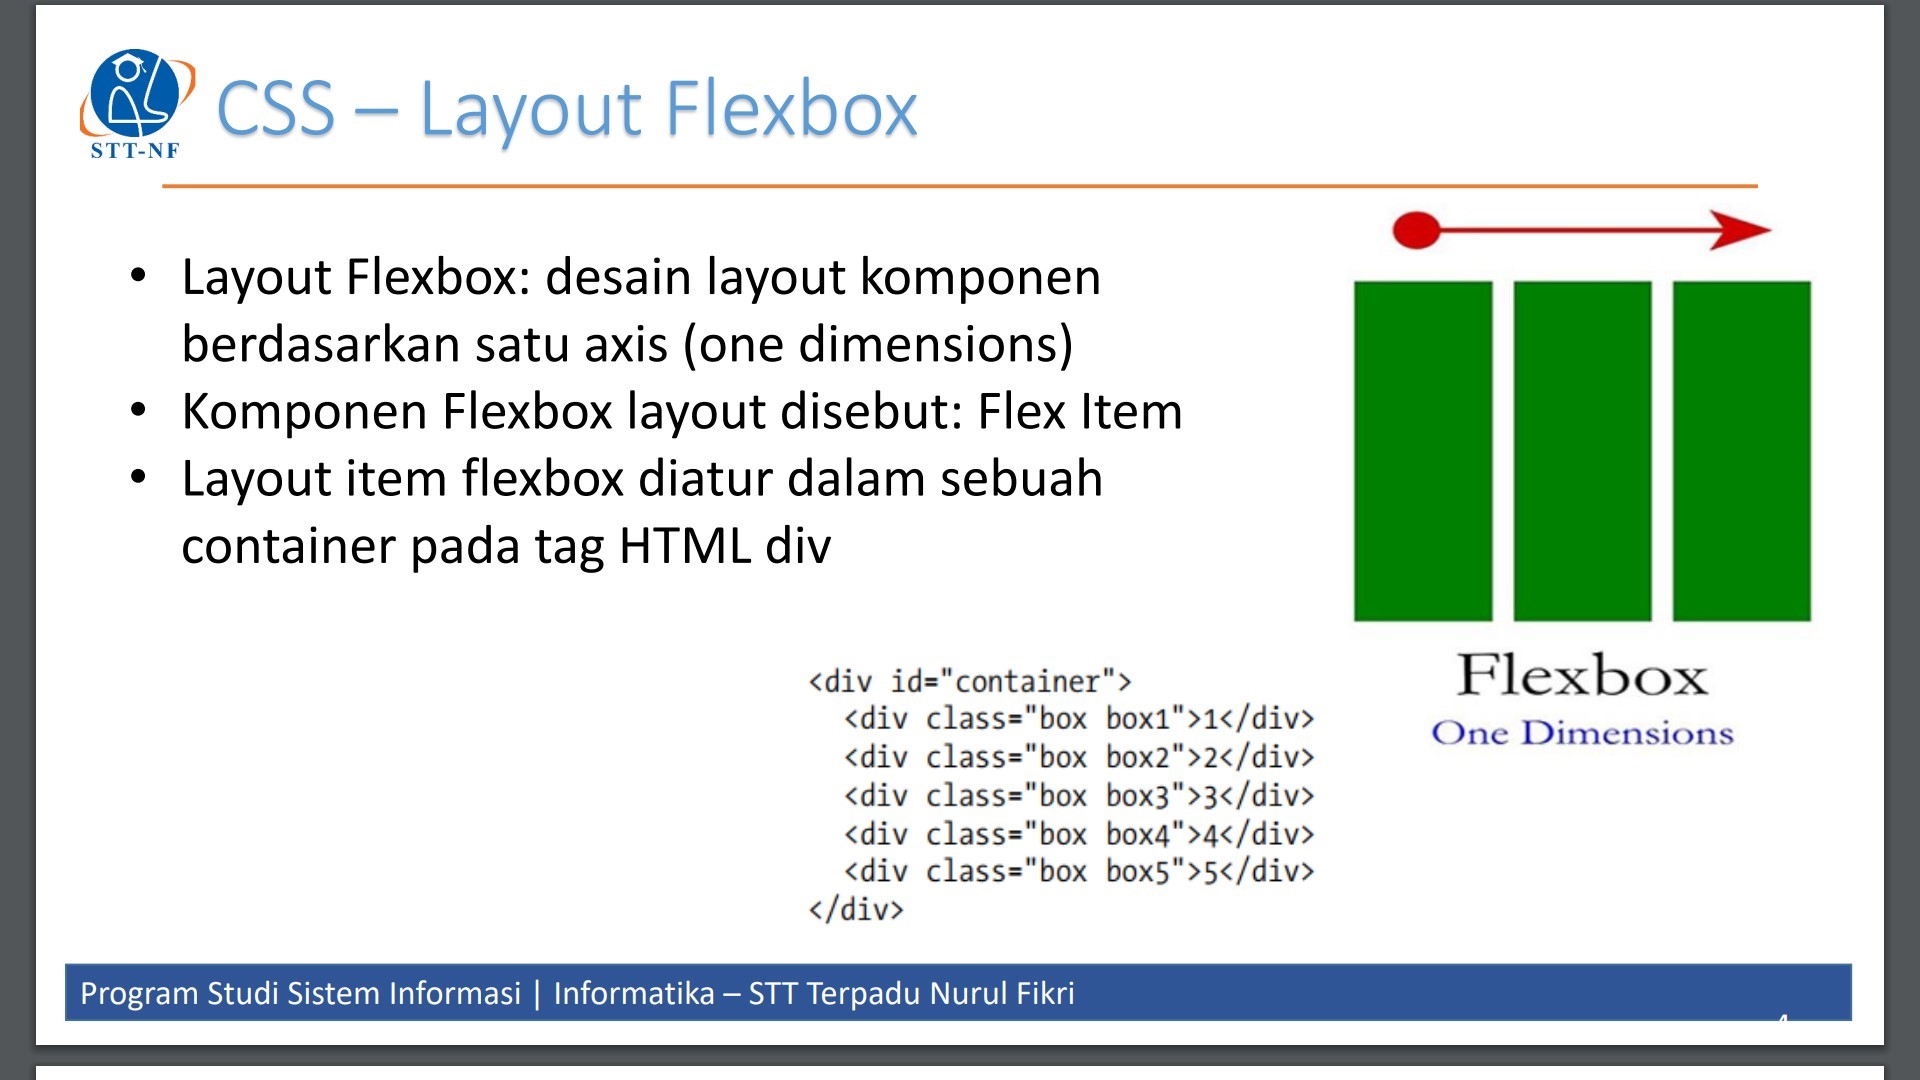 STT-NF
CSS – Layout Flexbox
• Layout Flexbox: desain layout komponen
berdasarkan satu axis (one dimensions)
• Komponen Flexbox layout disebut: Flex Item
• Layout item flexbox diatur dalam sebuah
container pada tag HTML div
<div id="container">
<div class="box box1">1</div>
<div class="box box2">2</div>
<div class="box box3">3</div>
<div class="box box4">4</div>
<div class="box box5">5</div>
</div>
Flexbox
One Dimensions
Program Studi Sistem Informasi | Informatika – STT Terpadu Nurul Fikri